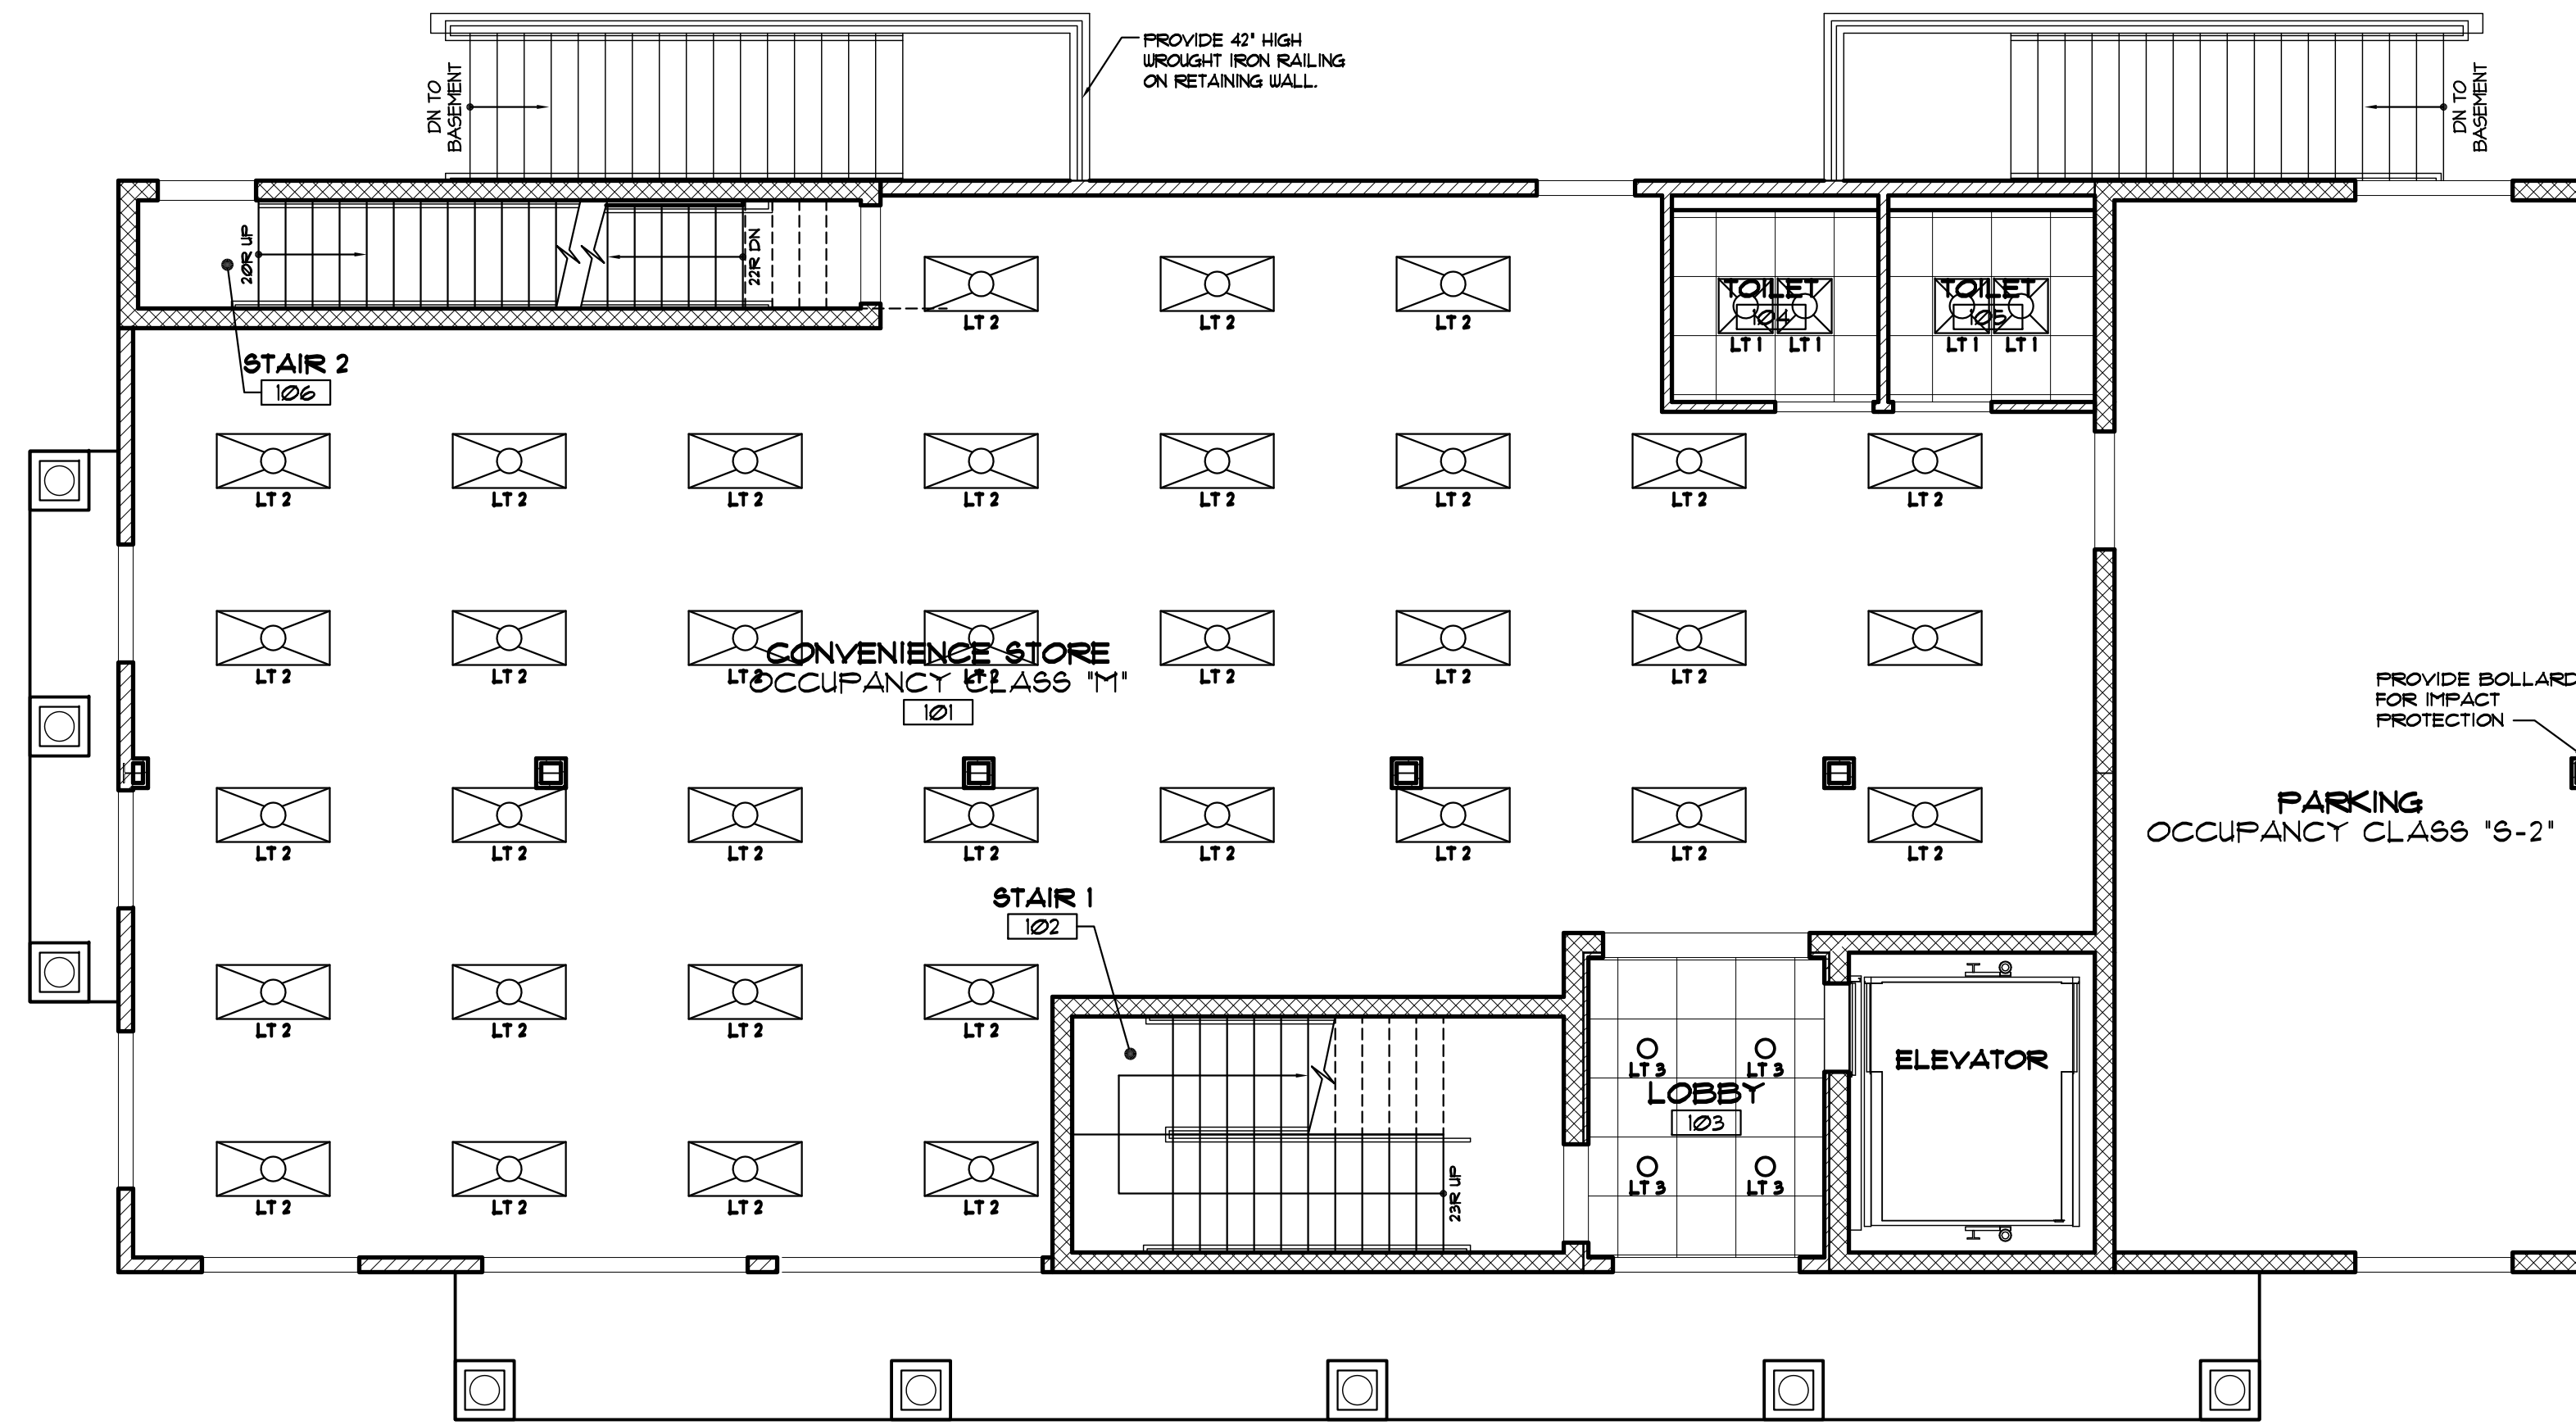 PROVIDE 42" HIGH
WROUGHT IRON RAILING
ON RETAINING WALL.
DN TO
BASEMENT
DN TO
BASEMENT
20R UP
22R DN
LT 2 LT 2 LT 2
TOILET
104
LT 1 LT 1
TOILET
105
LT 1 LT 1
STAIR 2
106
LT 2 LT 2 LT 2 LT 2 LT 2 LT 2 LT 2 LT 2
CONVENIENCE STORE
OCCUPANCY CLASS "M"
101
LT 2 LT 2 LT 2 LT 2 LT 2 LT 2 LT 2
PROVIDE BOLLARD
FOR IMPACT
PROTECTION
PARKING
OCCUPANCY CLASS "S-2"
LT 2 LT 2 LT 2 LT 2 LT 2 LT 2 LT 2 LT 2
STAIR 1
102
LT 2 LT 2 LT 2 LT 2
LT 3 LT 3
LOBBY
103
LT 3 LT 3
ELEVATOR
23R UP
LT 2 LT 2 LT 2 LT 2